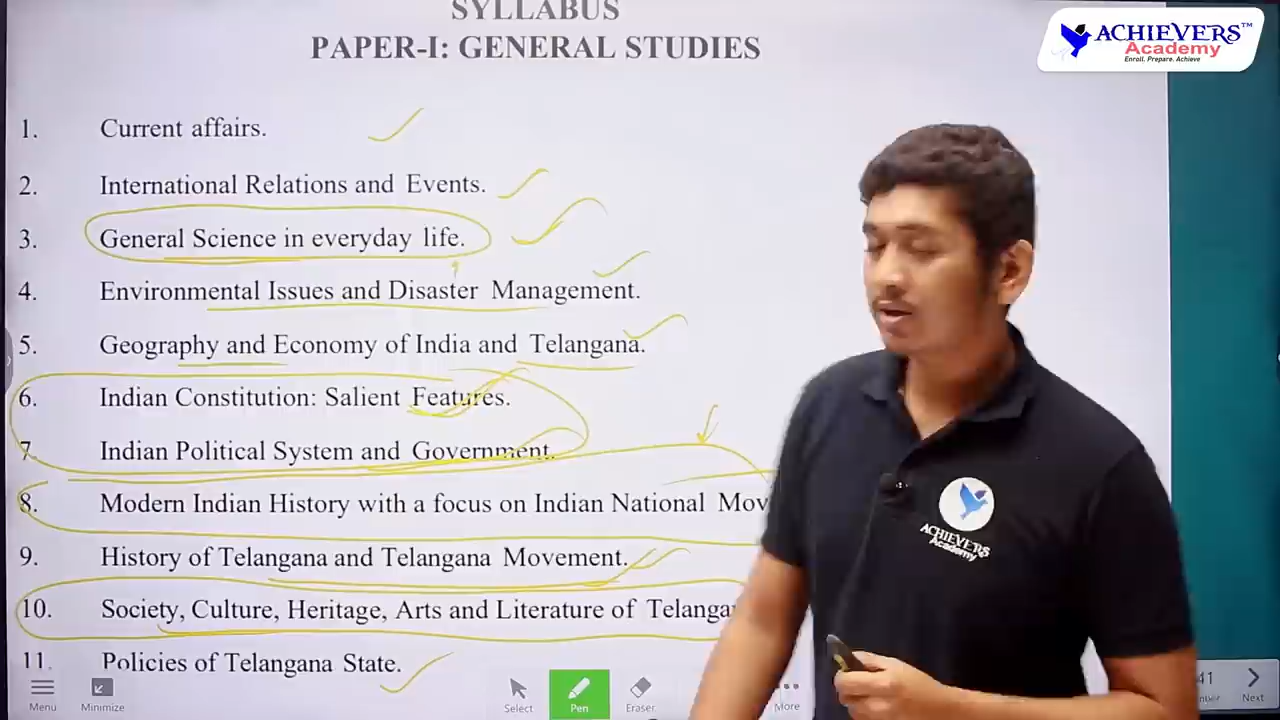 SYLLABUS
PAPER-I: GENERAL STUDIES
ACHIEVERS™
Academy
Enroll. Prepare. Achieve
1. Current affairs.
2. International Relations and Events.
3. General Science in everyday life.
4. Environmental Issues and Disaster Management.
5. Geography and Economy of India and Telangana.
6. Indian Constitution: Salient Features.
7. Indian Political System and Government.
8. Modern Indian History with a focus on Indian National Mov
9. History of Telangana and Telangana Movement.
10. Society, Culture, Heritage, Arts and Literature of Telanga
11. Policies of Telangana State.
ACHIEVERS
Academy
Menu Minimize Select Pen Eraser More 41 Next